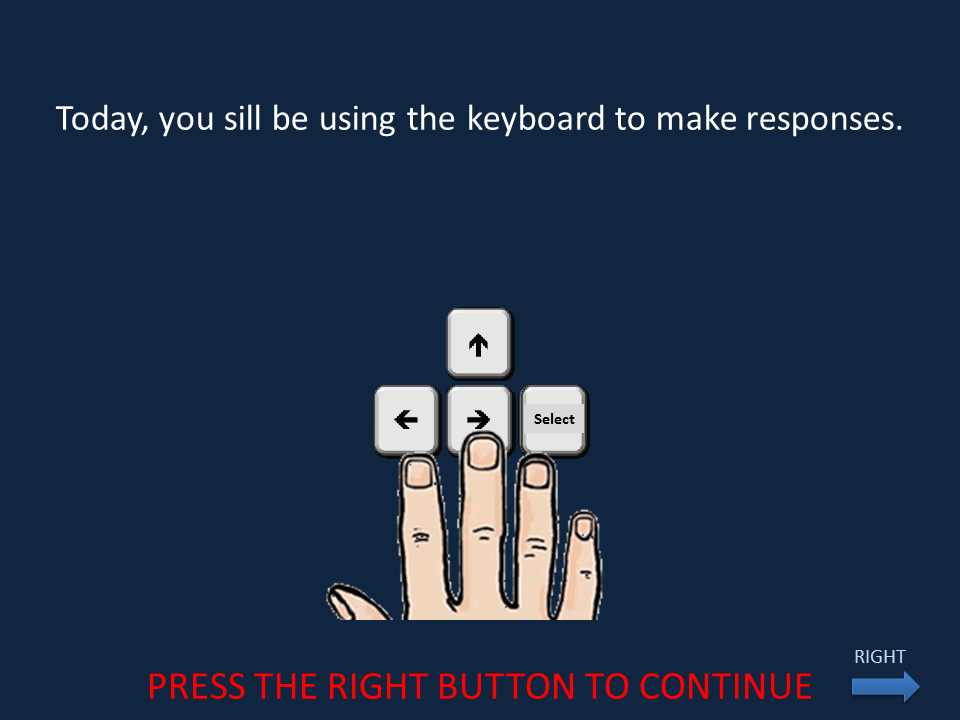 Today, you sill be using the keyboard to make responses.
Select
RIGHT
PRESS THE RIGHT BUTTON TO CONTINUE